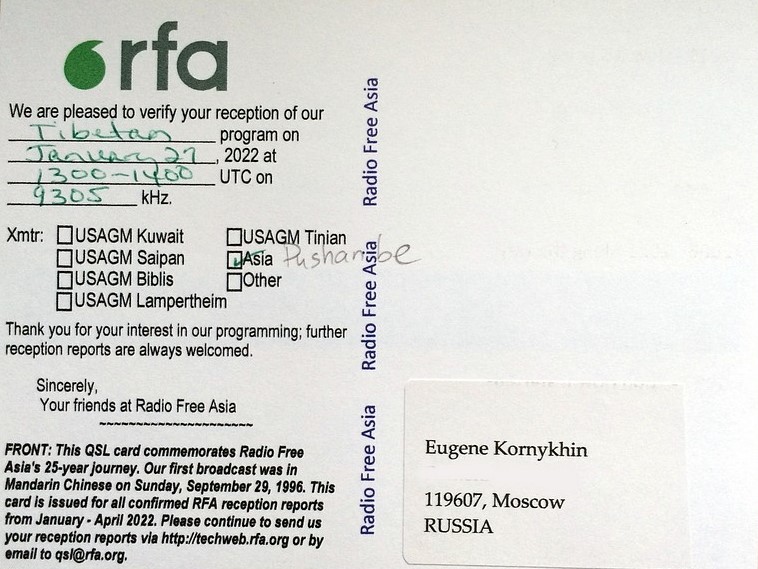 rfa
We are pleased to verify your reception of our
Tibetan program on
January 27, 2022 at
1300-1400 UTC on
9305 kHz.
Xmtr: USAGM Kuwait USAGM Tinian
USAGM Saipan Asia Dushanbe
USAGM Biblis Other
USAGM Lampertheim
Thank you for your interest in our programming; further
reception reports are always welcomed.
Sincerely,
Your friends at Radio Free Asia
~~~~~~~~~~~~~~~~~~~~~~~~
FRONT: This QSL card commemorates Radio Free
Asia's 25-year journey. Our first broadcast was in
Mandarin Chinese on Sunday, September 29, 1996. This
card is issued for all confirmed RFA reception reports
from January - April 2022. Please continue to send us
your reception reports via http://techweb.rfa.org or by
email to qsl@rfa.org.
Radio Free Asia
Radio Free Asia
Radio Free Asia
Eugene Kornykhin
119607, Moscow
RUSSIA